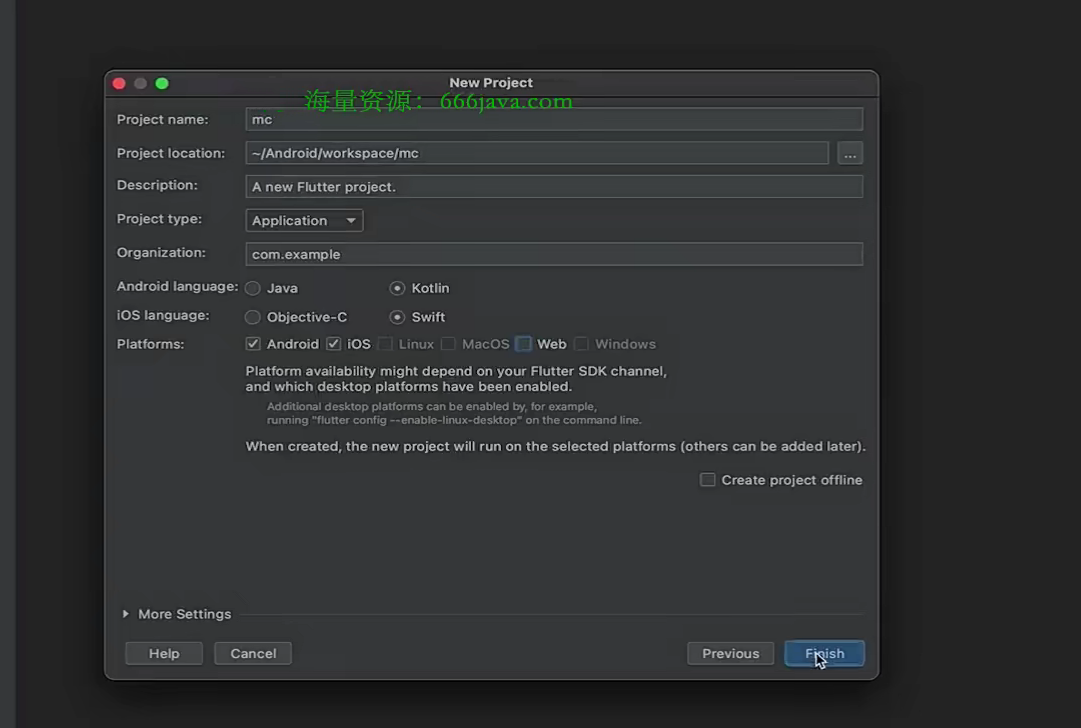 New Project
海量资源：666java.com
Project name: mc
Project location: ~/Android/workspace/mc ...
Description: A new Flutter project.
Project type: Application
Organization: com.example
Android language: Java Kotlin
iOS language: Objective-C Swift
Platforms: Android iOS Linux MacOS Web Windows
Platform availability might depend on your Flutter SDK channel,
and which desktop platforms have been enabled.
Additional desktop platforms can be enabled by, for example,
running "flutter config --enable-linux-desktop" on the command line.
When created, the new project will run on the selected platforms (others can be added later).
Create project offline
More Settings
Help Cancel Previous Finish